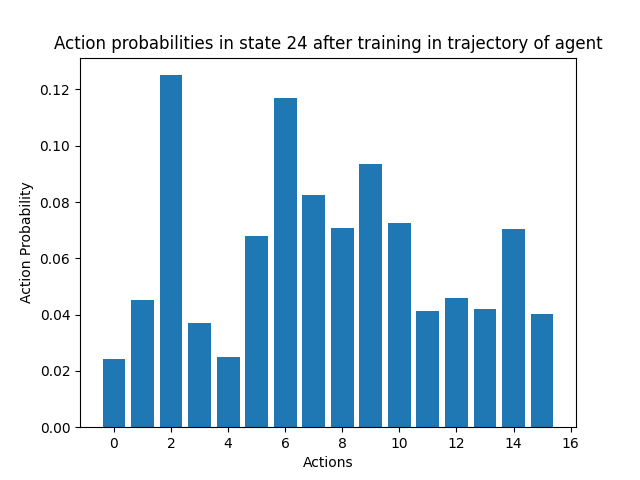 Action probabilities in state 24 after training in trajectory of agent
0.12
0.10
0.08
0.06
0.04
0.02
0.00
Action Probability
0 2 4 6 8 10 12 14 16
Actions